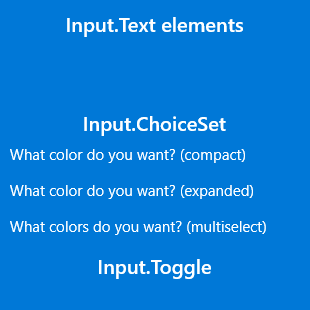 Input.Text elements
Input.ChoiceSet
What color do you want? (compact)
What color do you want? (expanded)
What colors do you want? (multiselect)
Input.Toggle